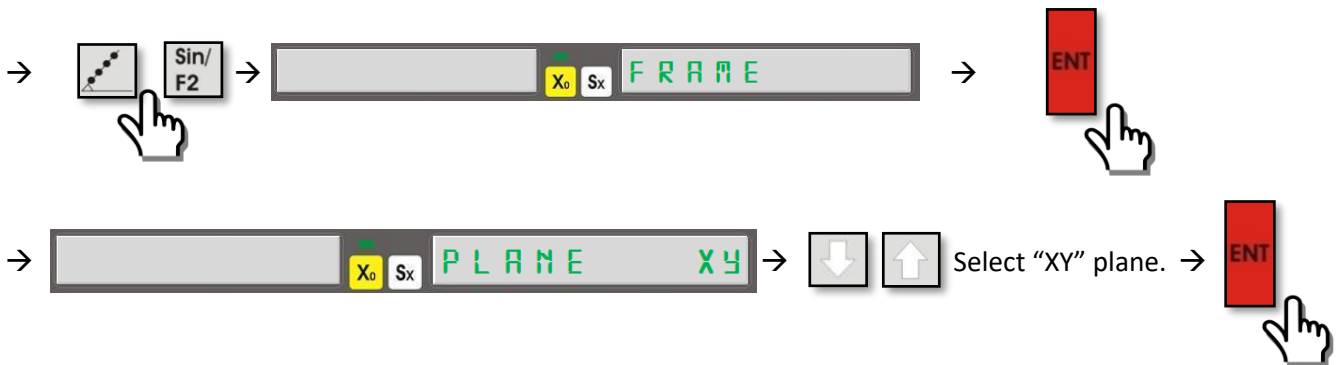 → Sin/ F2 → X₀ Sx FRAME → ENT
→ X₀ Sx PLANE XY → Select “XY” plane. → ENT